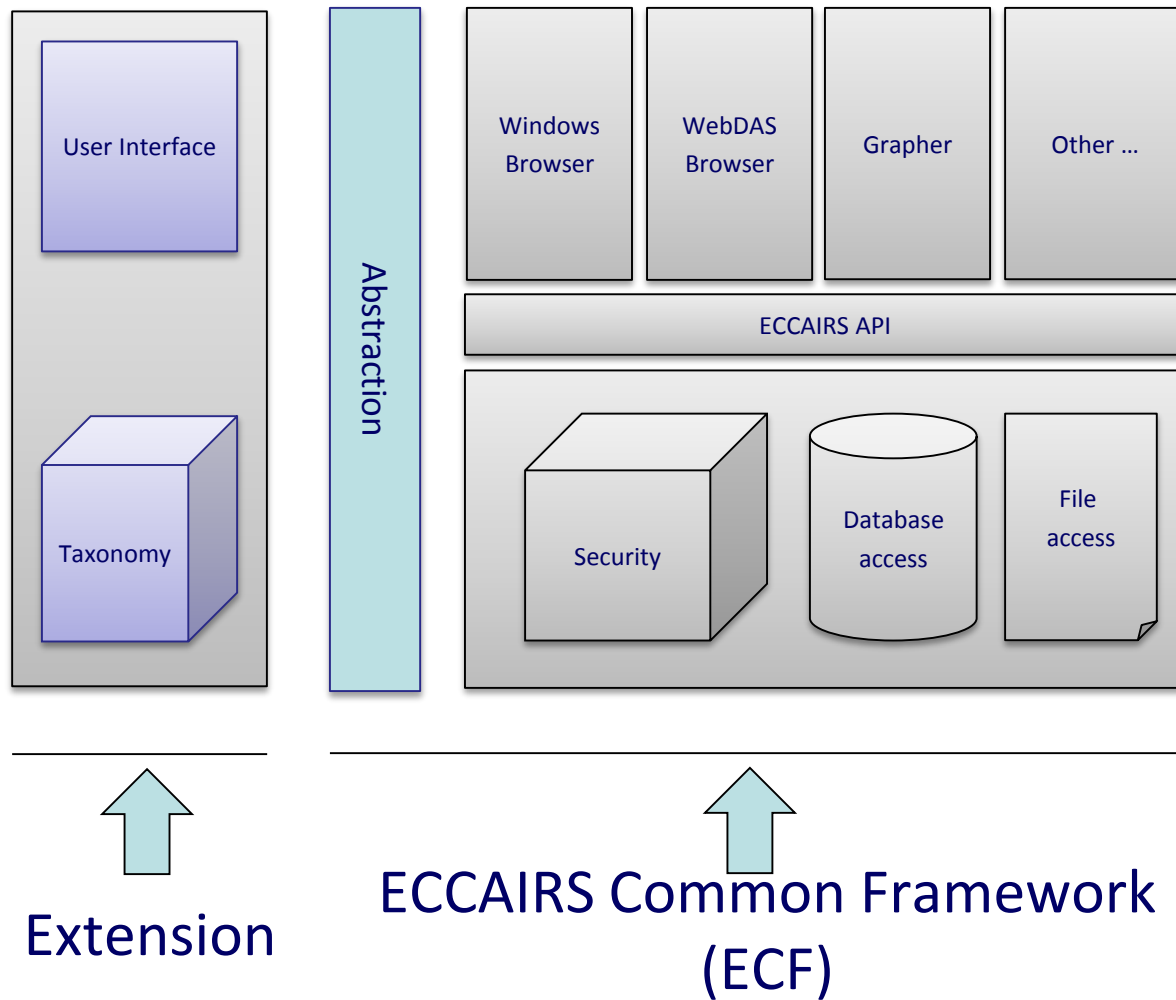 User Interface
Taxonomy
Abstraction
Windows
Browser
WebDAS
Browser
Grapher
Other ...
ECCAIRS API
Security
Database
access
File
access
Extension
ECCAIRS Common Framework
(ECF)